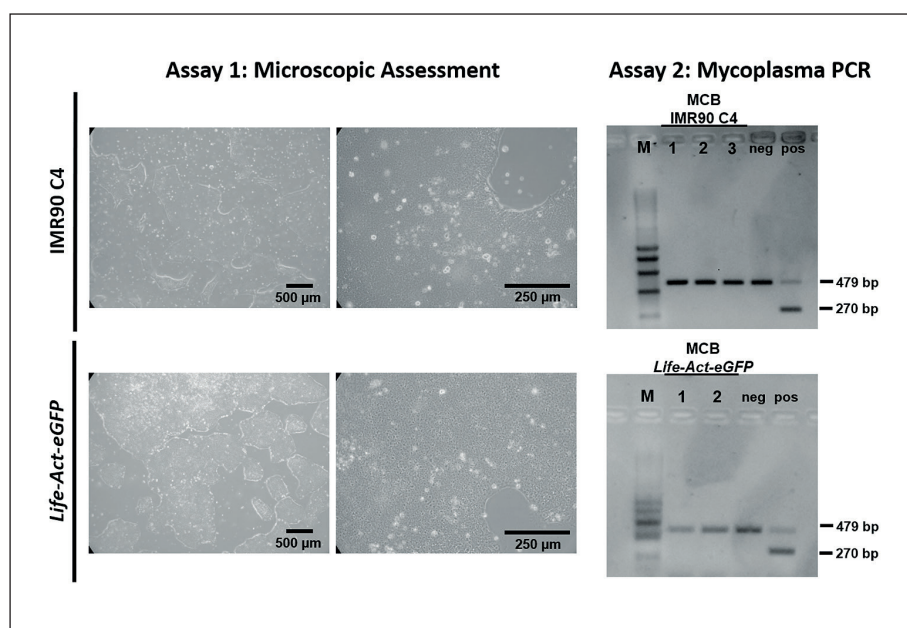 Assay 1: Microscopic Assessment
Assay 2: Mycoplasma PCR
IMR90 C4
500 µm
250 µm
MCB
IMR90 C4
M 1 2 3 neg pos
479 bp
270 bp
Life-Act-eGFP
500 µm
250 µm
MCB
Life-Act-eGFP
M 1 2 neg pos
479 bp
270 bp